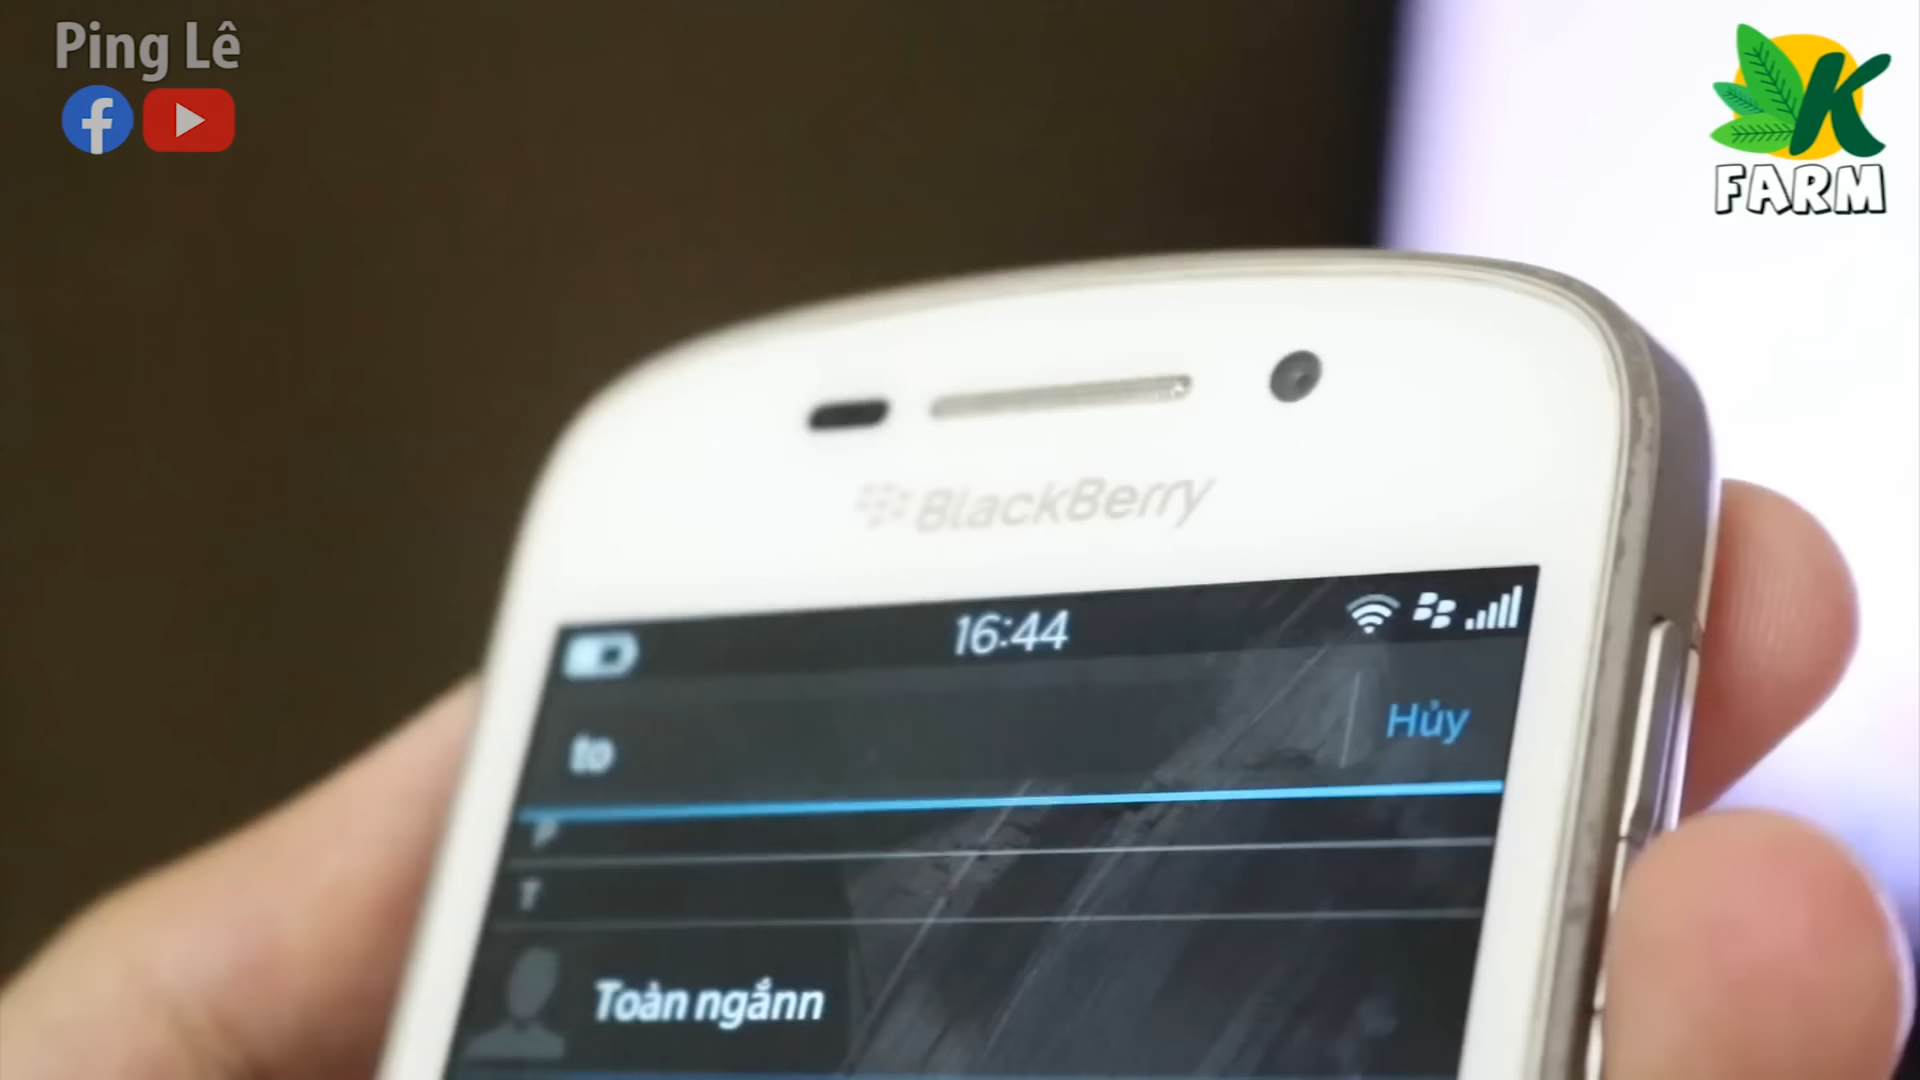 Ping Lê
K
FARM
BlackBerry
16:44
to
Hủy
P
T
Toàn ngắnn